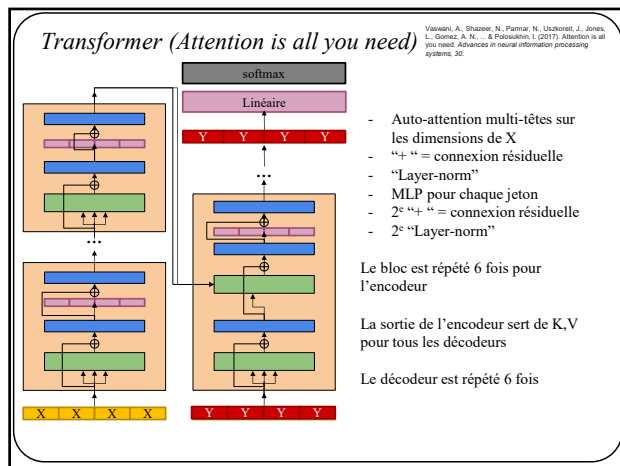 Transformer (Attention is all you need)
Vaswani, A., Shazeer, N., Parmar, N., Uszkoreit, J., Jones,
L., Gomez, A. N., ... & Polosukhin, I. (2017). Attention is all
you need. Advances in neural information processing
systems, 30.
softmax
Linéaire
Y Y Y Y
...
...
X X X X
Y Y Y Y
- Auto-attention multi-têtes sur
les dimensions de X
- “+ “ = connexion résiduelle
- “Layer-norm”
- MLP pour chaque jeton
- 2e “+ “ = connexion résiduelle
- 2e “Layer-norm”
Le bloc est répété 6 fois pour
l’encodeur
La sortie de l’encodeur sert de K,V
pour tous les décodeurs
Le décodeur est répété 6 fois